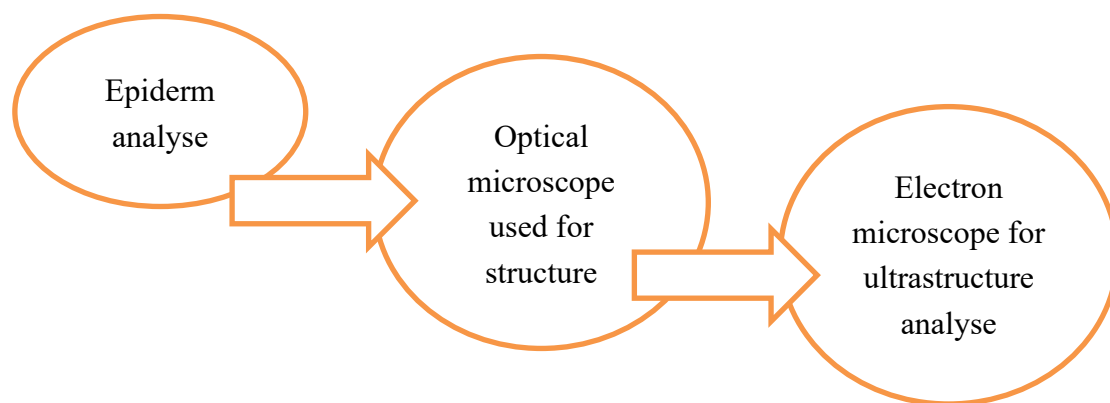 Epiderm
analyse
Optical
microscope
used for
structure
Electron
microscope for
ultrastructure
analyse